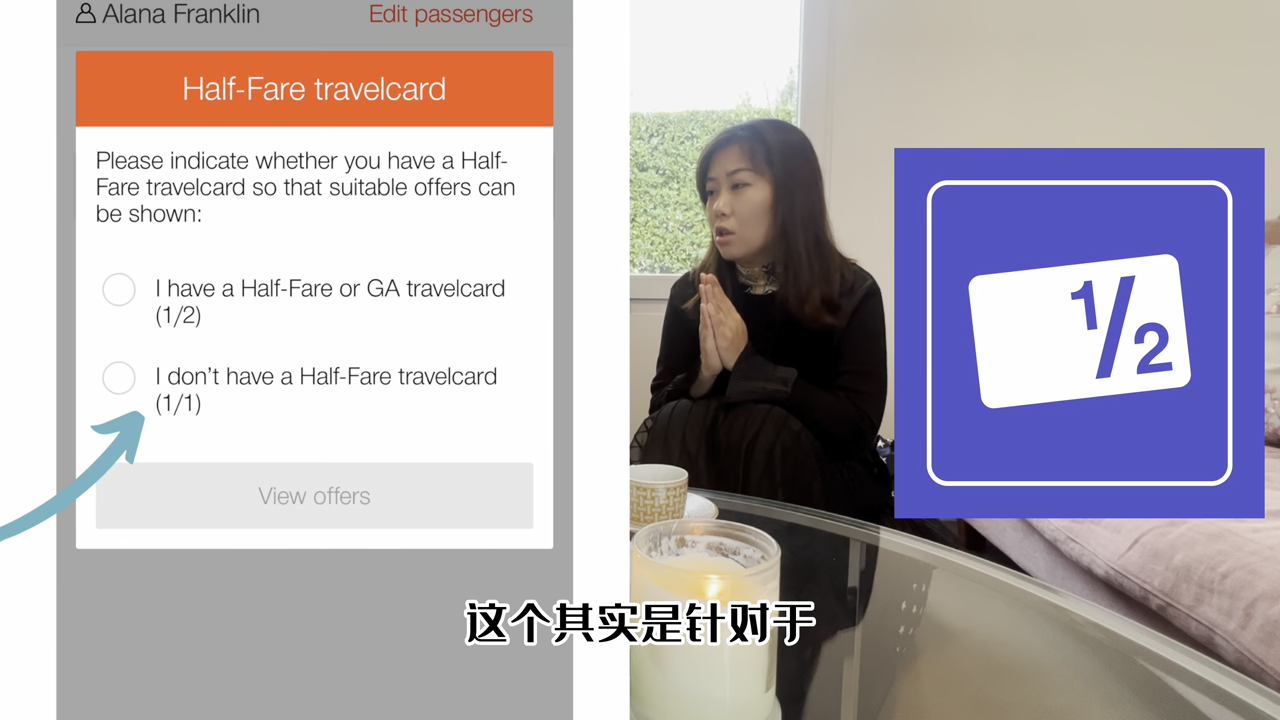 Alana Franklin
Edit passengers
Half-Fare travelcard
Please indicate whether you have a Half-
Fare travelcard so that suitable offers can
be shown:
I have a Half-Fare or GA travelcard
(1/2)
I don't have a Half-Fare travelcard
(1/1)
View offers
1/2
这个其实是针对于